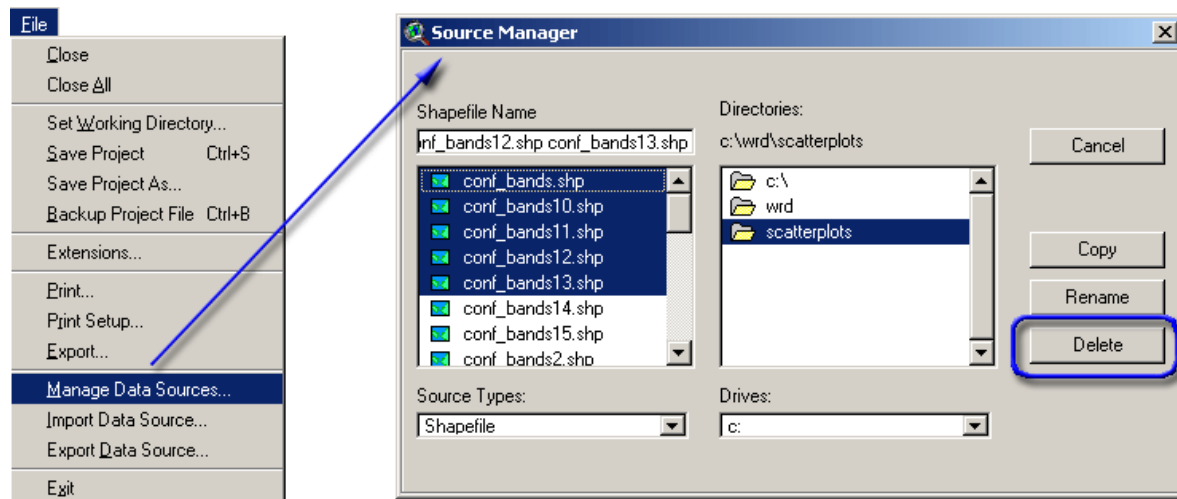 File
Close
Close All
Set Working Directory...
Save Project Ctrl+S
Save Project As...
Backup Project File Ctrl+B
Extensions...
Print...
Print Setup...
Export...
Manage Data Sources...
Import Data Source...
Export Data Source...
Exit
Source Manager
Shapefile Name
nf_bands12.shp conf_bands13.shp
conf_bands.shp
conf_bands10.shp
conf_bands11.shp
conf_bands12.shp
conf_bands13.shp
conf_bands14.shp
conf_bands15.shp
conf_bands2.shp
Source Types:
Shapefile
Directories:
c:\wrd\scatterplots
c:\
wrd
scatterplots
Drives:
c:
Cancel
Copy
Rename
Delete